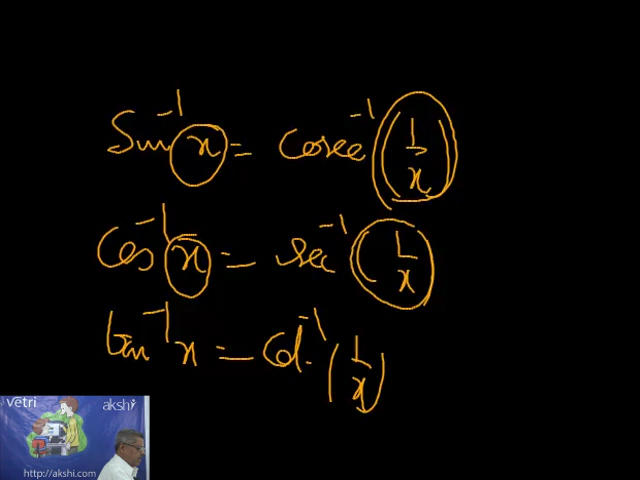 Sin⁻¹ x = Cosec⁻¹ (1/x)
Cos⁻¹ x = Sec⁻¹ (1/x)
tan⁻¹ x = Cot⁻¹ (1/x)
vetri akshi
http://akshi.com